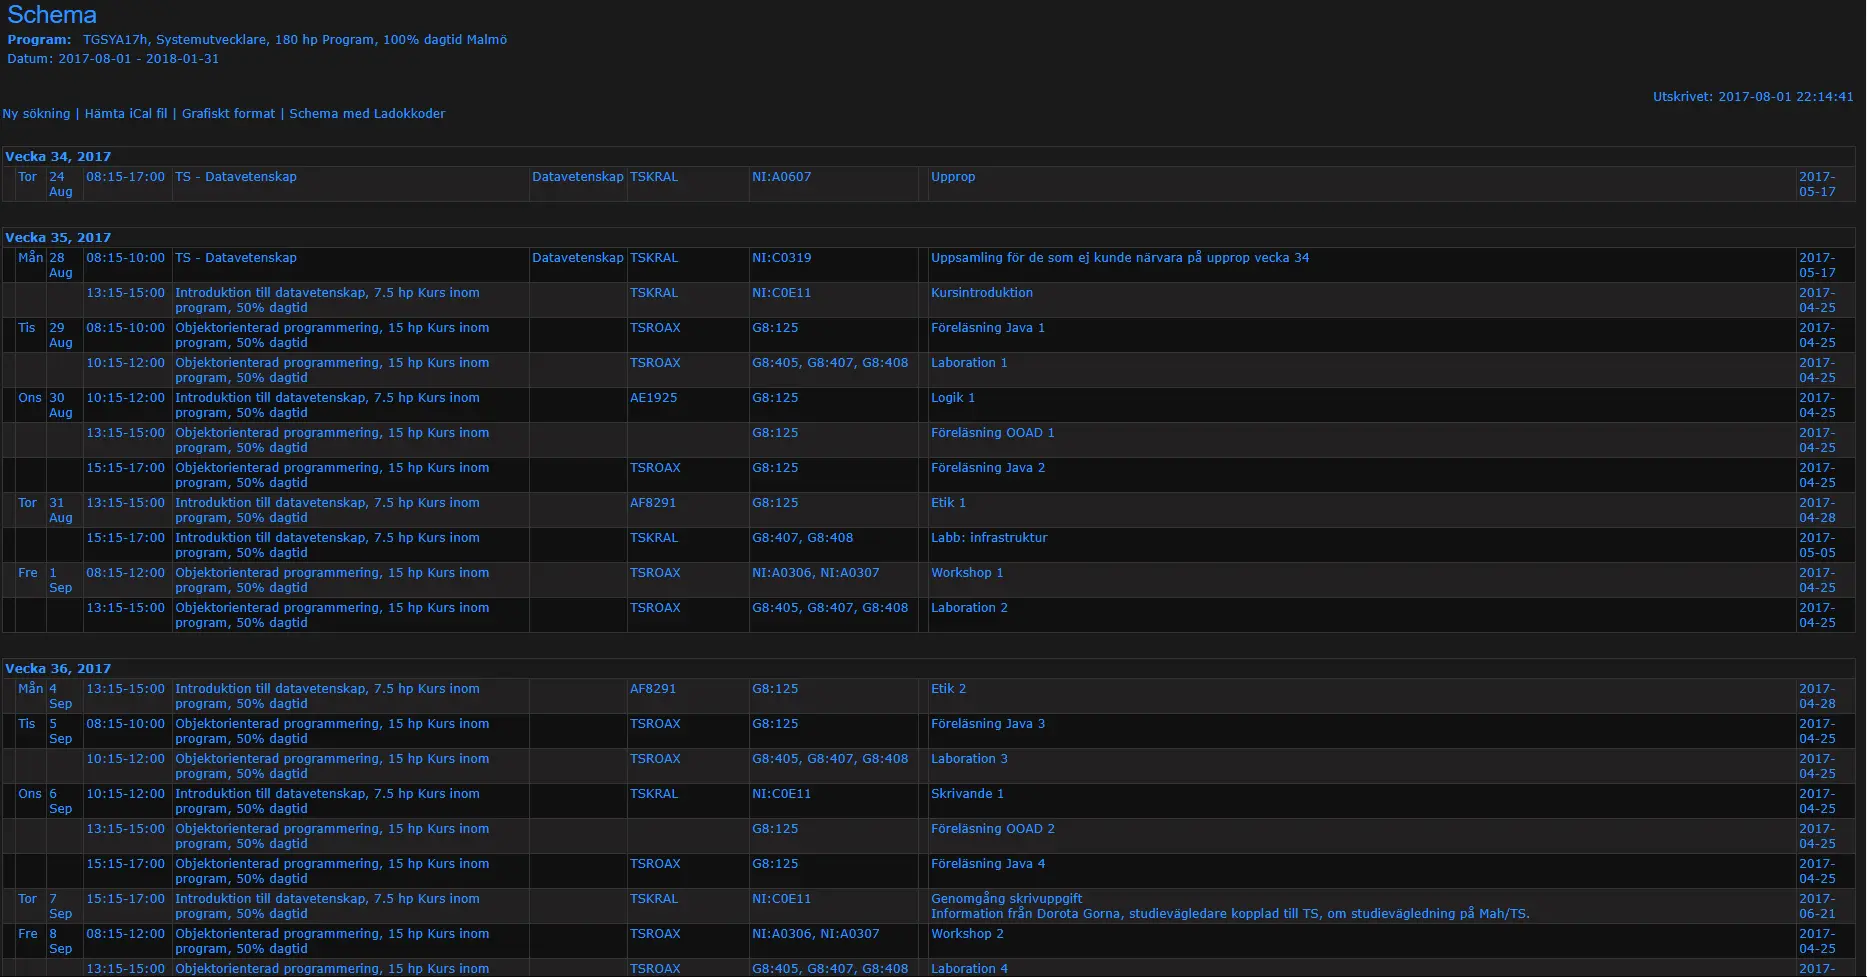 Schema
Program: TGSYA17h, Systemutvecklare, 180 hp Program, 100% dagtid Malmö
Datum: 2017-08-01 - 2018-01-31
Utskrivet: 2017-08-01 22:14:41
Ny sökning | Hämta iCal fil | Grafiskt format | Schema med Ladokkoder
Vecka 34, 2017
Tor 24 08:15-17:00 TS - Datavetenskap Datavetenskap TSKRAL NI:A0607 Upprop 2017-
Aug 05-17
Vecka 35, 2017
Mån 28 08:15-10:00 TS - Datavetenskap Datavetenskap TSKRAL NI:C0319 Uppsamling för de som ej kunde närvara på upprop vecka 34 2017-
Aug 05-17
13:15-15:00 Introduktion till datavetenskap, 7.5 hp Kurs inom TSKRAL NI:C0E11 Kursintroduktion 2017-
program, 50% dagtid 04-25
Tis 29 08:15-10:00 Objektorienterad programmering, 15 hp Kurs inom TSROAX G8:125 Föreläsning Java 1 2017-
Aug program, 50% dagtid 04-25
10:15-12:00 Objektorienterad programmering, 15 hp Kurs inom TSROAX G8:405, G8:407, G8:408 Laboration 1 2017-
program, 50% dagtid 04-25
Ons 30 10:15-12:00 Introduktion till datavetenskap, 7.5 hp Kurs inom AE1925 G8:125 Logik 1 2017-
Aug program, 50% dagtid 04-25
13:15-15:00 Objektorienterad programmering, 15 hp Kurs inom G8:125 Föreläsning OOAD 1 2017-
program, 50% dagtid 04-25
15:15-17:00 Objektorienterad programmering, 15 hp Kurs inom TSROAX G8:125 Föreläsning Java 2 2017-
program, 50% dagtid 04-25
Tor 31 13:15-15:00 Introduktion till datavetenskap, 7.5 hp Kurs inom AF8291 G8:125 Etik 1 2017-
Aug program, 50% dagtid 04-28
15:15-17:00 Introduktion till datavetenskap, 7.5 hp Kurs inom TSKRAL G8:407, G8:408 Labb: infrastruktur 2017-
program, 50% dagtid 05-05
Fre 1 08:15-12:00 Objektorienterad programmering, 15 hp Kurs inom TSROAX NI:A0306, NI:A0307 Workshop 1 2017-
Sep program, 50% dagtid 04-25
13:15-15:00 Objektorienterad programmering, 15 hp Kurs inom TSROAX G8:405, G8:407, G8:408 Laboration 2 2017-
program, 50% dagtid 04-25
Vecka 36, 2017
Mån 4 13:15-15:00 Introduktion till datavetenskap, 7.5 hp Kurs inom AF8291 G8:125 Etik 2 2017-
Sep program, 50% dagtid 04-28
Tis 5 08:15-10:00 Objektorienterad programmering, 15 hp Kurs inom TSROAX G8:125 Föreläsning Java 3 2017-
Sep program, 50% dagtid 04-25
10:15-12:00 Objektorienterad programmering, 15 hp Kurs inom TSROAX G8:405, G8:407, G8:408 Laboration 3 2017-
program, 50% dagtid 04-25
Ons 6 10:15-12:00 Introduktion till datavetenskap, 7.5 hp Kurs inom TSKRAL NI:C0E11 Skrivande 1 2017-
Sep program, 50% dagtid 04-25
13:15-15:00 Objektorienterad programmering, 15 hp Kurs inom G8:125 Föreläsning OOAD 2 2017-
program, 50% dagtid 04-25
15:15-17:00 Objektorienterad programmering, 15 hp Kurs inom TSROAX G8:125 Föreläsning Java 4 2017-
program, 50% dagtid 04-25
Tor 7 15:15-17:00 Introduktion till datavetenskap, 7.5 hp Kurs inom TSKRAL NI:C0E11 Genomgång skrivuppgift 2017-
Sep program, 50% dagtid Information från Dorota Gorna, studievägledare kopplad till TS, om studievägledning på Mah/TS. 06-21
Fre 8 08:15-12:00 Objektorienterad programmering, 15 hp Kurs inom TSROAX NI:A0306, NI:A0307 Workshop 2 2017-
Sep program, 50% dagtid 04-25
13:15-15:00 Objektorienterad programmering, 15 hp Kurs inom TSROAX G8:405, G8:407, G8:408 Laboration 4 2017-